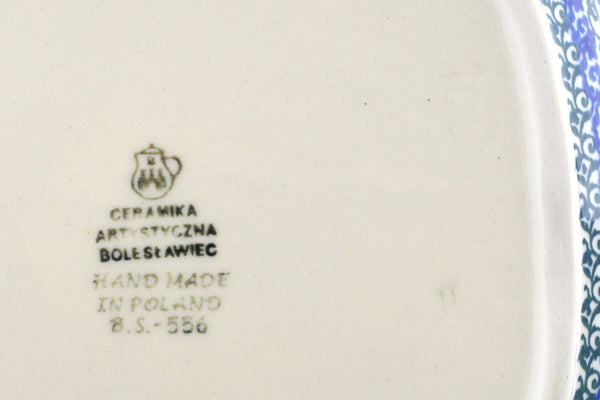 CERAMIKA
ARTYSTYCZNA
BOLESŁAWIEC
HAND MADE
IN POLAND
B.S.-556